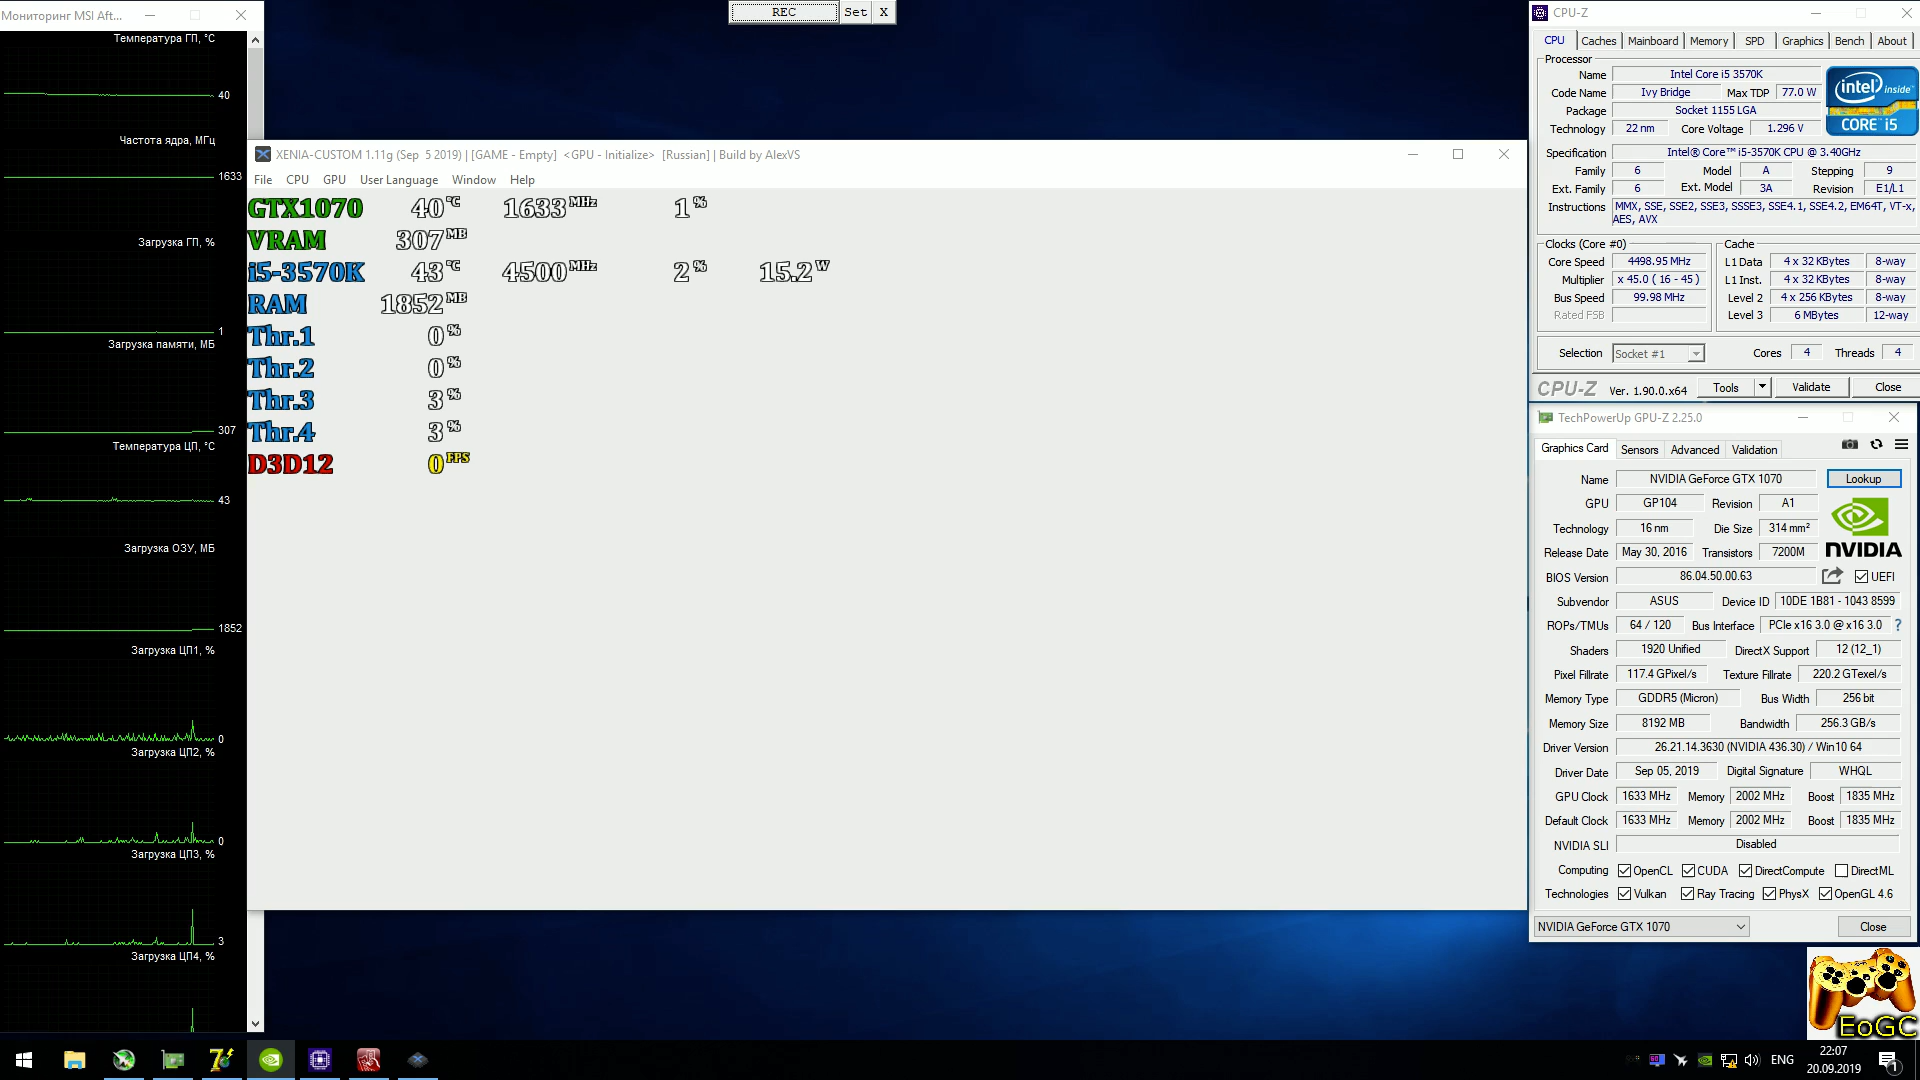 Мониторинг MSI Aft...
Температура ГП, °C
40
Частота ядра, МГц
1633
Загрузка ГП, %
1
Загрузка памяти, МБ
307
Температура ЦП, °C
43
Загрузка ОЗУ, МБ
1852
Загрузка ЦП1, %
0
Загрузка ЦП2, %
0
Загрузка ЦП3, %
3
Загрузка ЦП4, %
REC Set X
XENIA-CUSTOM 1.11g (Sep 5 2019) | [GAME - Empty] <GPU - Initialize> [Russian] | Build by AlexVS
File CPU GPU User Language Window Help
GTX1070 40 °C 1633 MHz 1 %
VRAM 307 MB
i5-3570K 43 °C 4500 MHz 2 % 15.2 W
RAM 1852 MB
Thr.1 0 %
Thr.2 0 %
Thr.3 3 %
Thr.4 3 %
D3D12 0 FPS
CPU-Z
CPU Caches Mainboard Memory SPD Graphics Bench About
Processor
Name Intel Core i5 3570K
Code Name Ivy Bridge Max TDP 77.0 W
Package Socket 1155 LGA
Technology 22 nm Core Voltage 1.296 V
intel inside™
CORE i5
Specification Intel® Core™ i5-3570K CPU @ 3.40GHz
Family 6 Model A Stepping 9
Ext. Family 6 Ext. Model 3A Revision E1/L1
Instructions MMX, SSE, SSE2, SSE3, SSSE3, SSE4.1, SSE4.2, EM64T, VT-x,
AES, AVX
Clocks (Core #0)
Core Speed 4498.95 MHz
Multiplier x 45.0 ( 16 - 45 )
Bus Speed 99.98 MHz
Rated FSB
Cache
L1 Data 4 x 32 KBytes 8-way
L1 Inst. 4 x 32 KBytes 8-way
Level 2 4 x 256 KBytes 8-way
Level 3 6 MBytes 12-way
Selection Socket #1 Cores 4 Threads 4
CPU-Z Ver. 1.90.0.x64 Tools Validate Close
TechPowerUp GPU-Z 2.25.0
Graphics Card Sensors Advanced Validation
Name NVIDIA GeForce GTX 1070 Lookup
GPU GP104 Revision A1
Technology 16 nm Die Size 314 mm²
Release Date May 30, 2016 Transistors 7200M
NVIDIA
BIOS Version 86.04.50.00.63 UEFI
Subvendor ASUS Device ID 10DE 1B81 - 1043 8599
ROPs/TMUs 64 / 120 Bus Interface PCIe x16 3.0 @ x16 3.0 ?
Shaders 1920 Unified DirectX Support 12 (12_1)
Pixel Fillrate 117.4 GPixel/s Texture Fillrate 220.2 GTexel/s
Memory Type GDDR5 (Micron) Bus Width 256 bit
Memory Size 8192 MB Bandwidth 256.3 GB/s
Driver Version 26.21.14.3630 (NVIDIA 436.30) / Win10 64
Driver Date Sep 05, 2019 Digital Signature WHQL
GPU Clock 1633 MHz Memory 2002 MHz Boost 1835 MHz
Default Clock 1633 MHz Memory 2002 MHz Boost 1835 MHz
NVIDIA SLI Disabled
Computing OpenCL CUDA DirectCompute DirectML
Technologies Vulkan Ray Tracing PhysX OpenGL 4.6
NVIDIA GeForce GTX 1070 Close
EoGC
ENG 22:07
20.09.2019
1